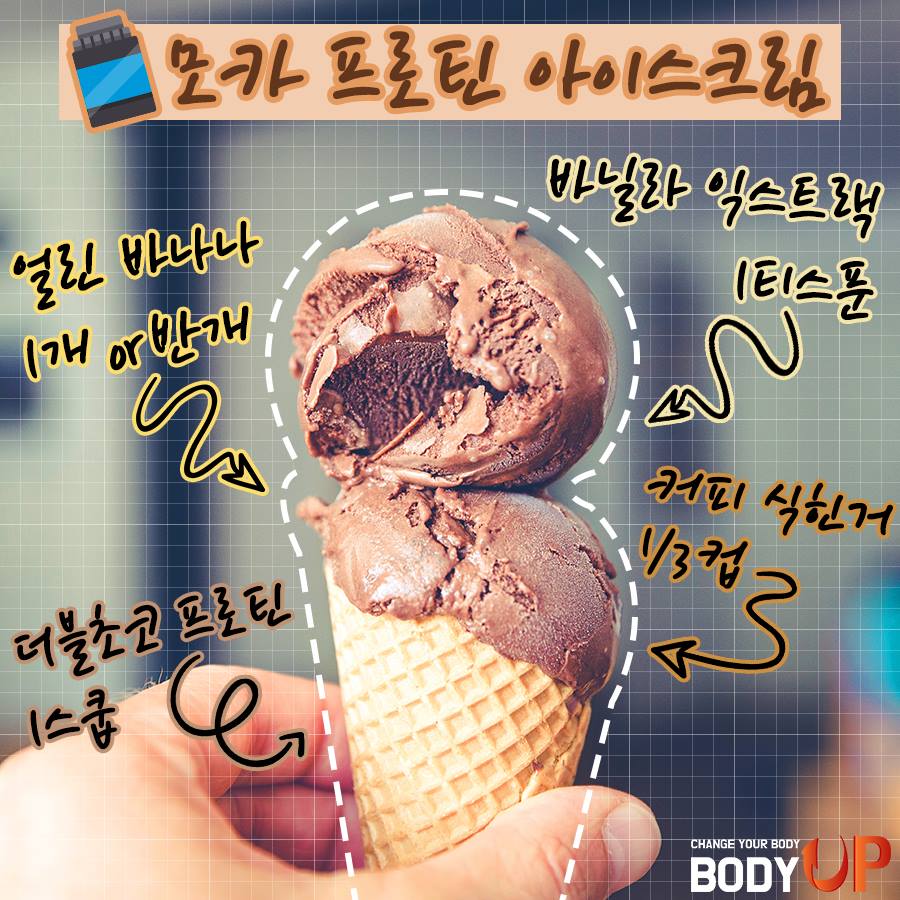 모카 프로틴 아이스크림
바닐라 익스트랙
1티스푼
얼린 바나나
1개 or 반개
커피 식힌거
1/3컵
더블초코 프로틴
1스쿱
CHANGE YOUR BODY
BODY UP